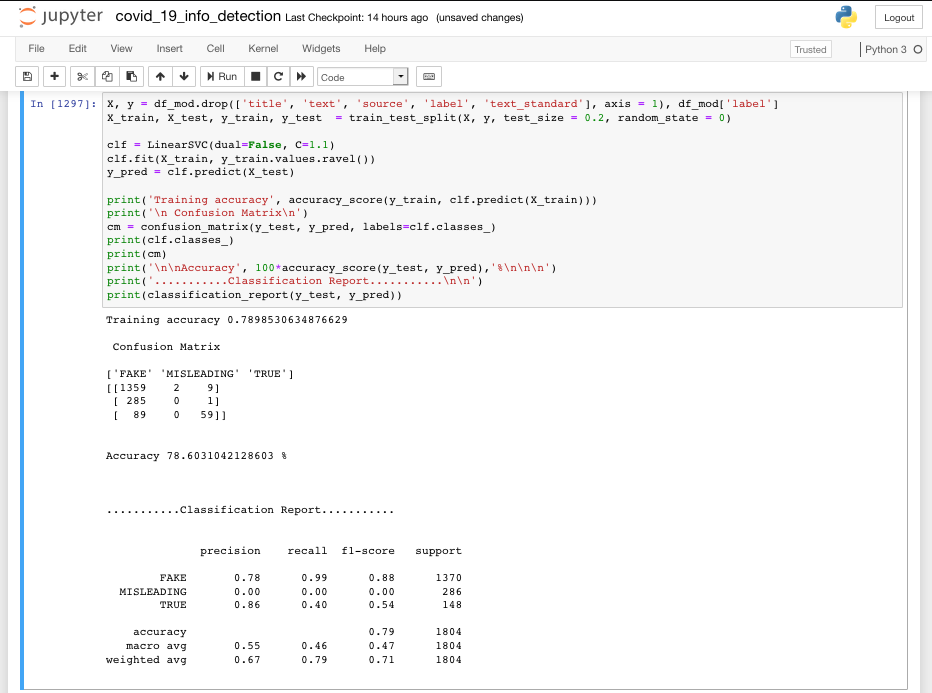 jupyter covid_19_info_detection Last Checkpoint: 14 hours ago (unsaved changes) Logout
File Edit View Insert Cell Kernel Widgets Help Trusted Python 3
Run Code
In [1297]: X, y = df_mod.drop(['title', 'text', 'source', 'label', 'text_standard'], axis = 1), df_mod['label']
X_train, X_test, y_train, y_test  = train_test_split(X, y, test_size = 0.2, random_state = 0)
clf = LinearSVC(dual=False, C=1.1)
clf.fit(X_train, y_train.values.ravel())
y_pred = clf.predict(X_test)
print('Training accuracy', accuracy_score(y_train, clf.predict(X_train)))
print('\n Confusion Matrix\n')
cm = confusion_matrix(y_test, y_pred, labels=clf.classes_)
print(clf.classes_)
print(cm)
print('\n\nAccuracy', 100*accuracy_score(y_test, y_pred),'%\n\n\n')
print('...........Classification Report...........\n\n')
print(classification_report(y_test, y_pred))
Training accuracy 0.7898530634876629
Confusion Matrix
['FAKE' 'MISLEADING' 'TRUE']
[[1359    2    9]
[ 285    0    1]
[  89    0   59]]
Accuracy 78.6031042128603 %
...........Classification Report...........
precision    recall  f1-score   support
FAKE       0.78      0.99      0.88      1370
MISLEADING       0.00      0.00      0.00       286
TRUE       0.86      0.40      0.54       148
accuracy                           0.79      1804
macro avg       0.55      0.46      0.47      1804
weighted avg       0.67      0.79      0.71      1804